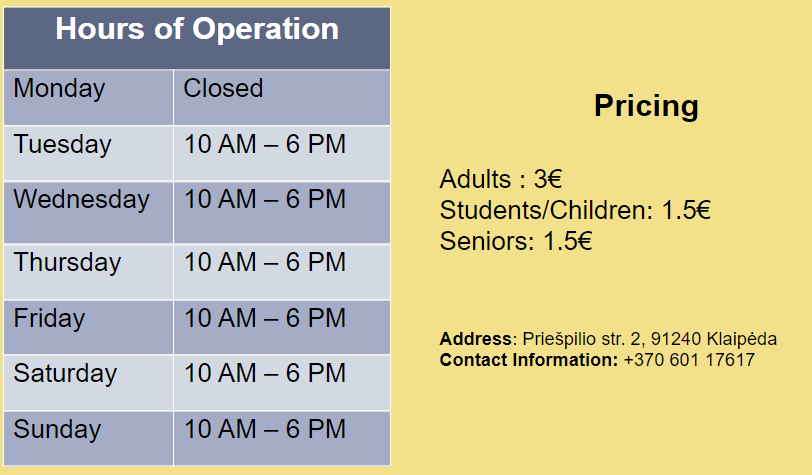 Hours of Operation
Monday Closed
Tuesday 10 AM – 6 PM
Wednesday 10 AM – 6 PM
Thursday 10 AM – 6 PM
Friday 10 AM – 6 PM
Saturday 10 AM – 6 PM
Sunday 10 AM – 6 PM
Pricing
Adults : 3€
Students/Children: 1.5€
Seniors: 1.5€
Address: Priešpilio str. 2, 91240 Klaipėda
Contact Information: +370 601 17617